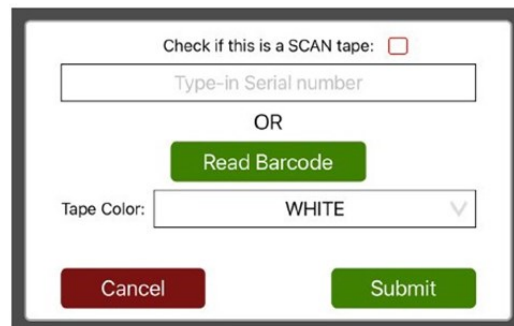 Check if this is a SCAN tape:
Type-in Serial number
OR
Read Barcode
Tape Color: WHITE
Cancel Submit